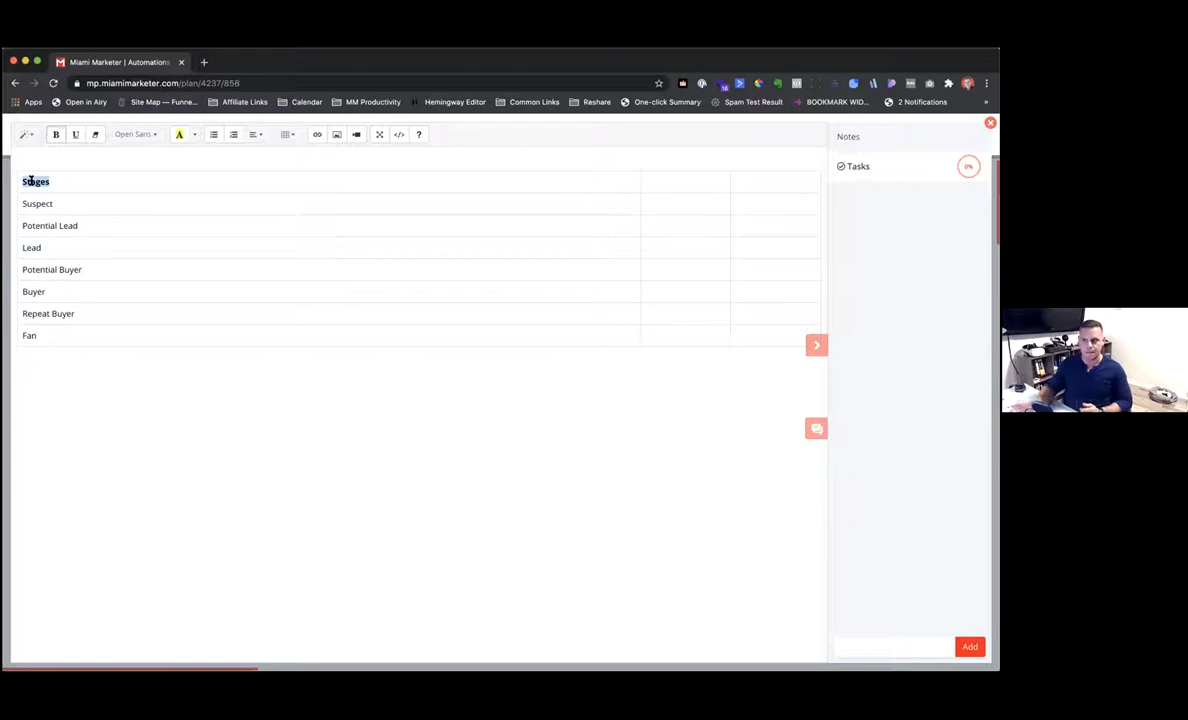 Miami Marketer | Automation
mp.miamimarketer.com/plan/4237/858
Apps Open in Airy Site Map — Funne... Affiliate Links Calendar MM Productivity Hemingway Editor Common Links Reshare One-click Summary Spam Test Result BOOKMARK WID... 2 Notifications »
B U Open Sans A </> ?
Notes
Tasks 0%
Stages
Suspect
Potential Lead
Lead
Potential Buyer
Buyer
Repeat Buyer
Fan
Add